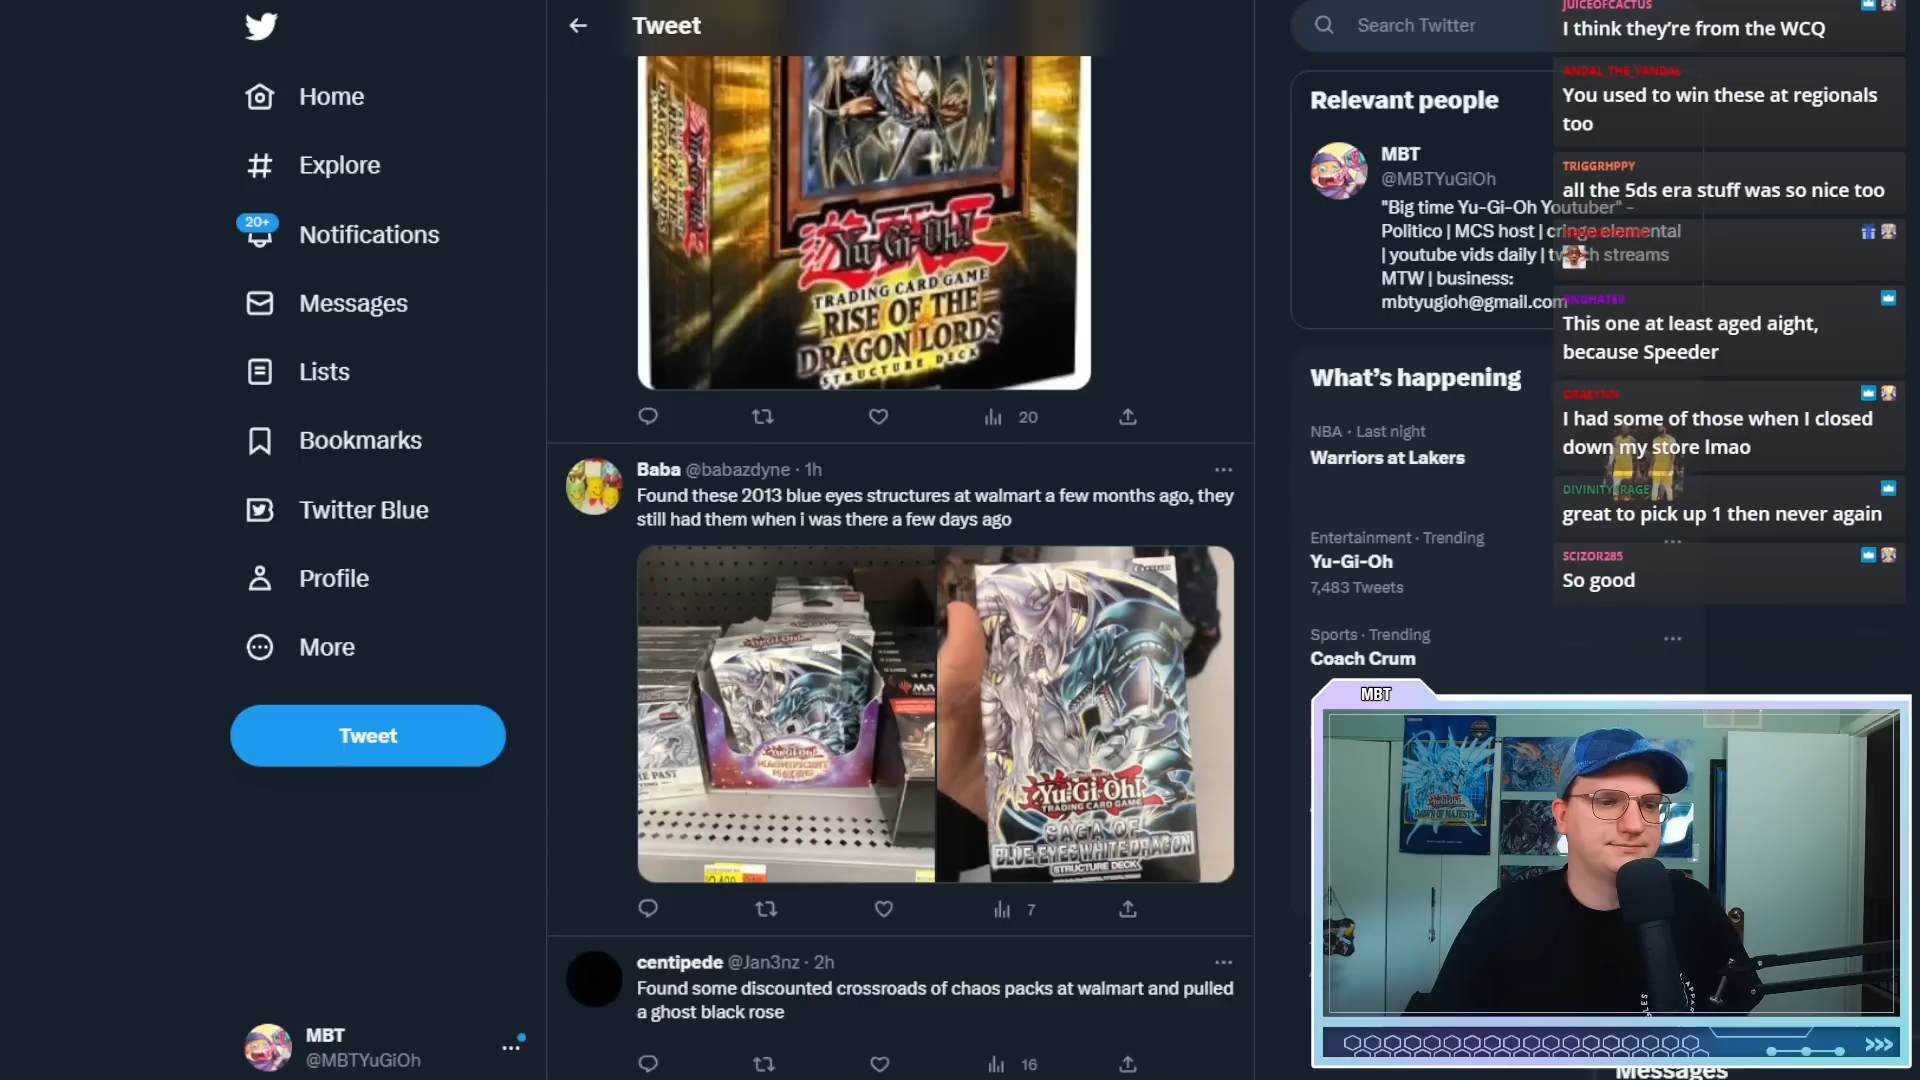 Home
Explore
20+
Notifications
Messages
Lists
Bookmarks
Twitter Blue
Profile
More
Tweet
MBT
@MBTYuGiOh
Tweet
Yu-Gi-Oh!
TRADING CARD GAME
RISE OF THE
DRAGON LORDS
STRUCTURE DECK
20
Baba @babazdyne · 1h
Found these 2013 blue eyes structures at walmart a few months ago, they
still had them when i was there a few days ago
E PAST
Yu-Gi-Oh!
TRADING CARD GAME
SAGA OF
BLUE-EYES WHITE DRAGON
STRUCTURE DECK
7
centipede @Jan3nz · 2h
Found some discounted crossroads of chaos packs at walmart and pulled
a ghost black rose
16
Search Twitter
Relevant people
MBT
@MBTYuGiOh
"Big time Yu-Gi-Oh Youtuber" –
Politico | MCS host | cringe elemental
| youtube vids daily | twitch streams
MTW | business:
mbtyugioh@gmail.com
What's happening
NBA · Last night
Warriors at Lakers
Entertainment · Trending
Yu-Gi-Oh
7,483 Tweets
Sports · Trending
Coach Crum
Messages
JUICEOFCACTUS
I think they're from the WCQ
ANDAL_THE_VANDAL
You used to win these at regionals
too
TRIGGRHPPY
all the 5ds era stuff was so nice too
This one at least aged aight,
because Speeder
DRAEYNN
I had some of those when I closed
down my store lmao
great to pick up 1 then never again
SCIZOR285
So good
MBT
Yu-Gi-Oh!
DAWN OF MAJESTY